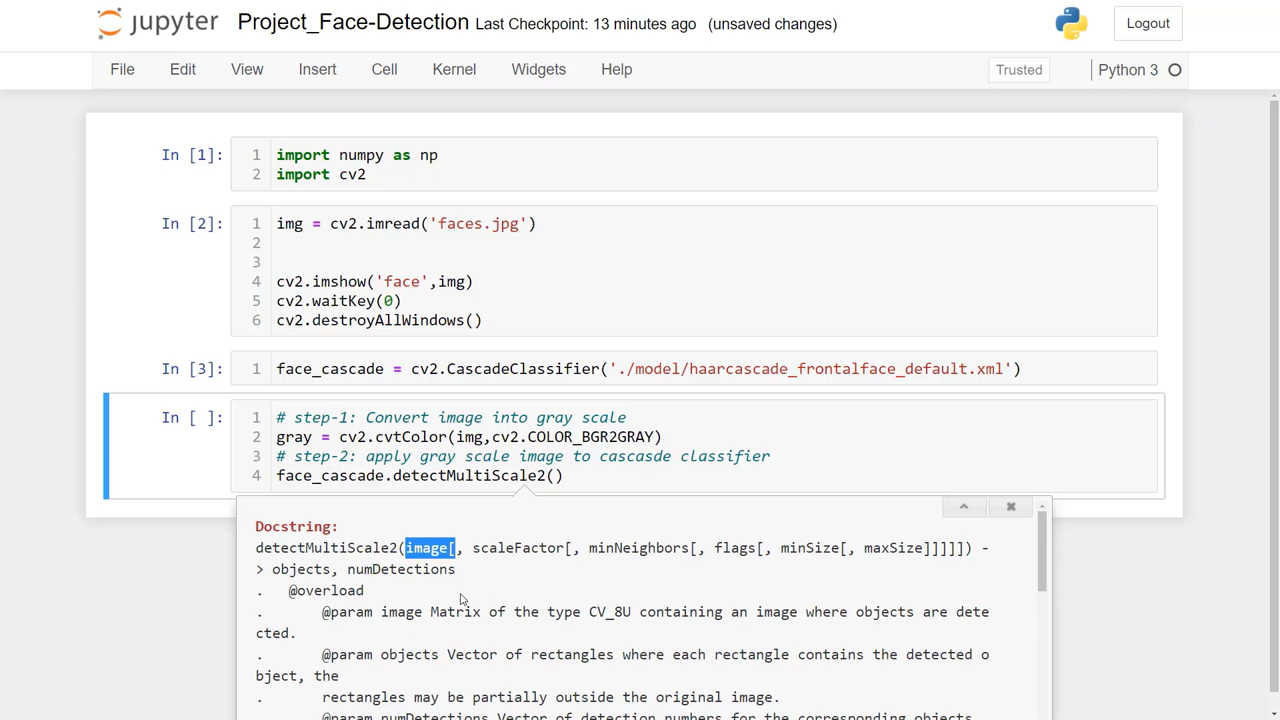 jupyter Project_Face-Detection Last Checkpoint: 13 minutes ago (unsaved changes) Logout
File Edit View Insert Cell Kernel Widgets Help Trusted Python 3
In [1]: 1 import numpy as np
2 import cv2
In [2]: 1 img = cv2.imread('faces.jpg')
2
3
4 cv2.imshow('face',img)
5 cv2.waitKey(0)
6 cv2.destroyAllWindows()
In [3]: 1 face_cascade = cv2.CascadeClassifier('./model/haarcascade_frontalface_default.xml')
In [ ]: 1 # step-1: Convert image into gray scale
2 gray = cv2.cvtColor(img,cv2.COLOR_BGR2GRAY)
3 # step-2: apply gray scale image to cascasde classifier
4 face_cascade.detectMultiScale2()
Docstring:
detectMultiScale2(image[, scaleFactor[, minNeighbors[, flags[, minSize[, maxSize]]]]]) -
> objects, numDetections
. @overload
. @param image Matrix of the type CV_8U containing an image where objects are dete
cted.
. @param objects Vector of rectangles where each rectangle contains the detected o
bject, the
. rectangles may be partially outside the original image.
. @param numDetections Vector of detection numbers for the corresponding objects